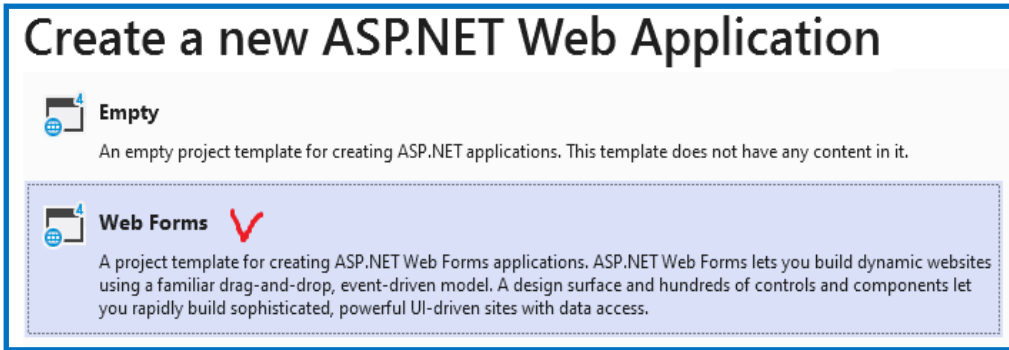 Create a new ASP.NET Web Application
4
Empty
An empty project template for creating ASP.NET applications. This template does not have any content in it.
4
Web Forms
A project template for creating ASP.NET Web Forms applications. ASP.NET Web Forms lets you build dynamic websites
using a familiar drag-and-drop, event-driven model. A design surface and hundreds of controls and components let
you rapidly build sophisticated, powerful UI-driven sites with data access.